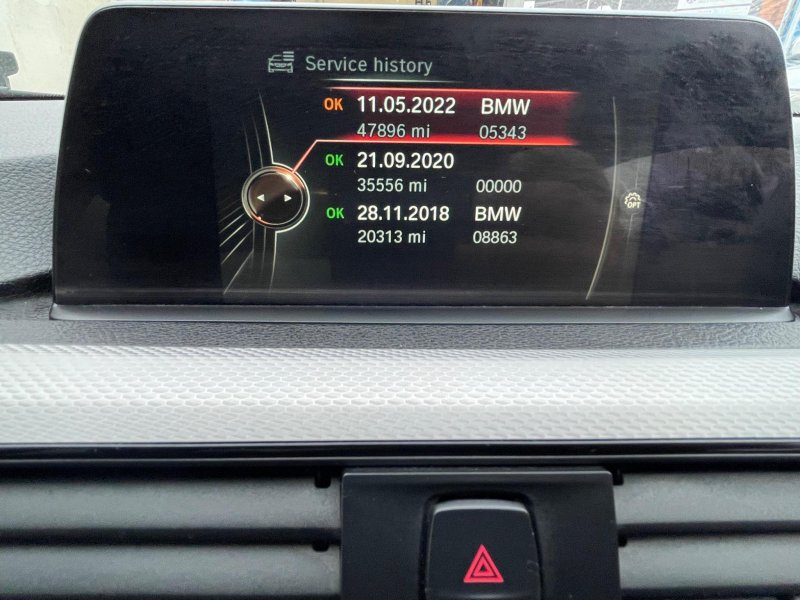 Service history
OK 11.05.2022 BMW
47896 mi 05343
OK 21.09.2020
35556 mi 00000
OK 28.11.2018 BMW
20313 mi 08863
OPT